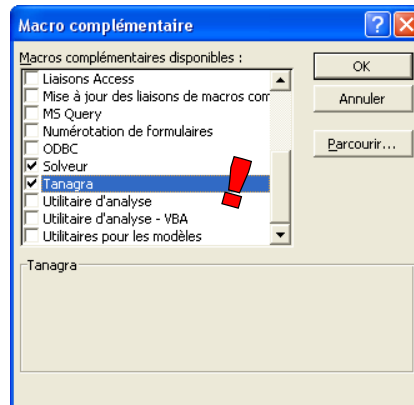 Macro complémentaire
Macros complémentaires disponibles :
Liaisons Access
Mise à jour des liaisons de macros com
MS Query
Numérotation de formulaires
ODBC
Solveur
Tanagra
Utilitaire d'analyse
Utilitaire d'analyse - VBA
Utilitaires pour les modèles
OK
Annuler
Parcourir...
Tanagra